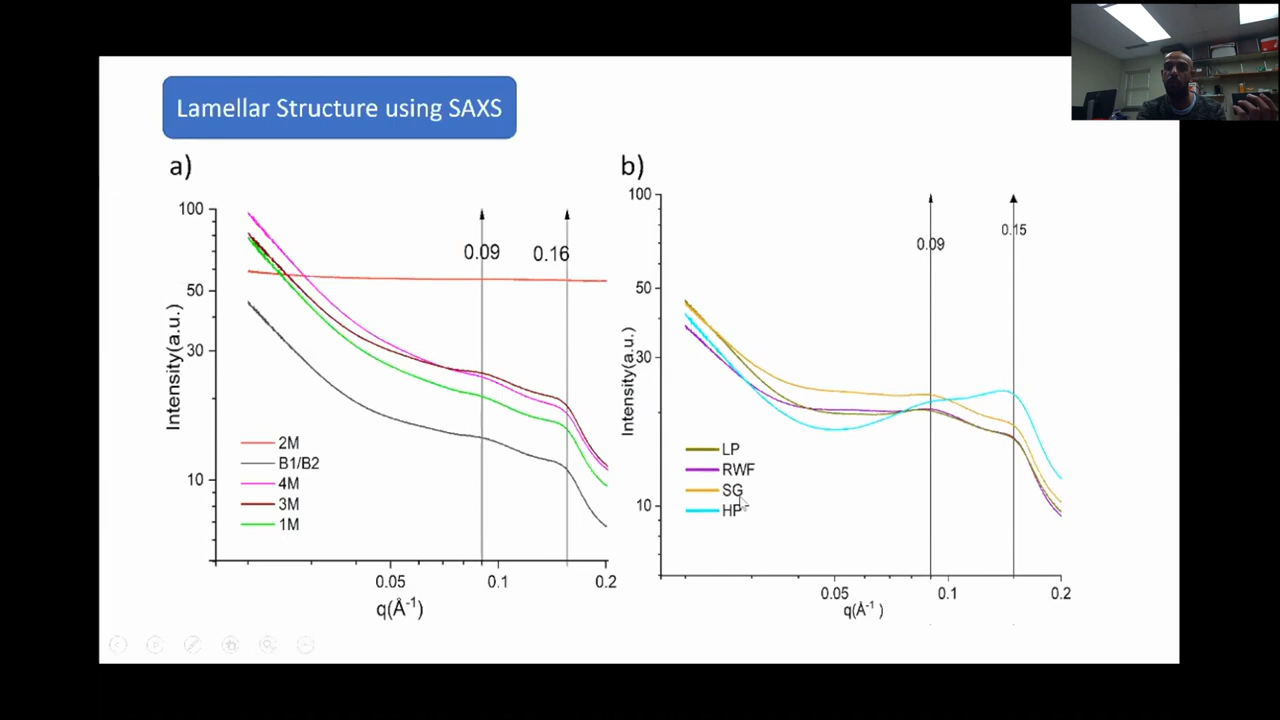 Lamellar Structure using SAXS
a)
100
50
30
10
Intensity(a.u.)
0.09
0.16
2M
B1/B2
4M
3M
1M
0.05
0.1
0.2
q(Å-1)
b)
100
50
30
10
Intensity(a.u.)
0.09
0.15
LP
RWF
SG
HP
0.05
0.1
0.2
q(Å-1 )